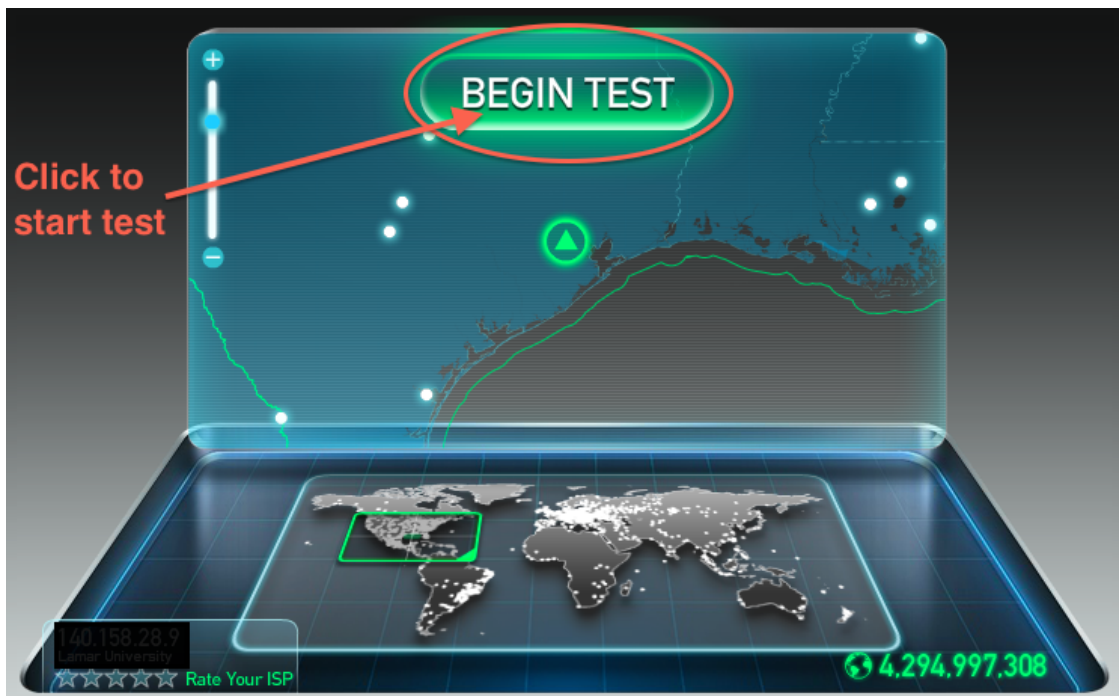 BEGIN TEST
Click to
start test
140.158.28.9
Lamar University
Rate Your ISP
4,294,997,308